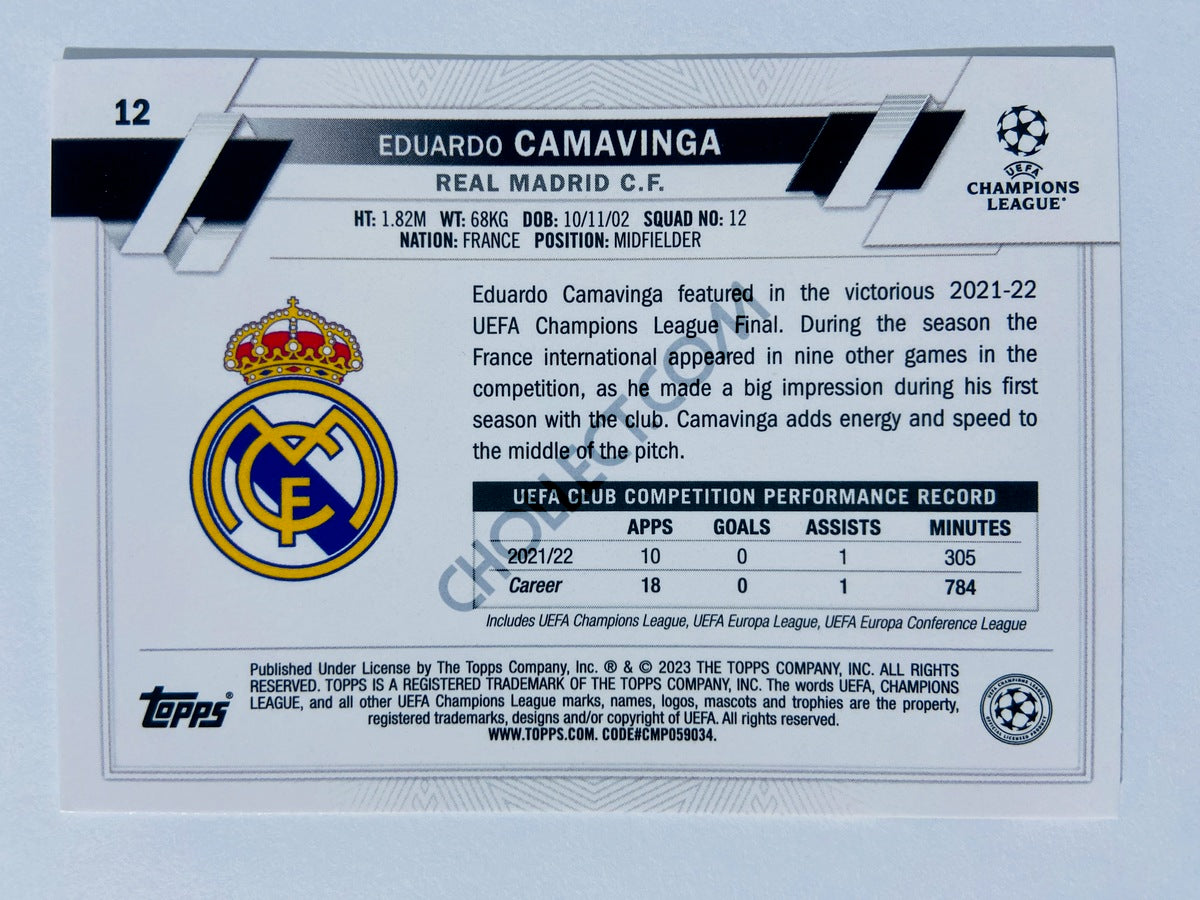 12
EDUARDO CAMAVINGA
REAL MADRID C.F.
UEFA
CHAMPIONS
LEAGUE
HT: 1.82M WT: 68KG DOB: 10/11/02 SQUAD NO: 12
NATION: FRANCE POSITION: MIDFIELDER
Eduardo Camavinga featured in the victorious 2021-22
UEFA Champions League Final. During the season the
France international appeared in nine other games in the
competition, as he made a big impression during his first
season with the club. Camavinga adds energy and speed to
the middle of the pitch.
CHOLLECT.COM
UEFA CLUB COMPETITION PERFORMANCE RECORD
APPS GOALS ASSISTS MINUTES
2021/22 10 0 1 305
Career 18 0 1 784
Includes UEFA Champions League, UEFA Europa League, UEFA Europa Conference League
Published Under License by The Topps Company, Inc. ® & © 2023 THE TOPPS COMPANY, INC. ALL RIGHTS
RESERVED. TOPPS IS A REGISTERED TRADEMARK OF THE TOPPS COMPANY, INC. The words UEFA, CHAMPIONS
LEAGUE, and all other UEFA Champions League marks, names, logos, mascots and trophies are the property,
registered trademarks, designs and/or copyright of UEFA. All rights reserved.
WWW.TOPPS.COM. CODE#CMP059034.
Topps®
UEFA CHAMPIONS LEAGUE
OFFICIAL LICENSED PRODUCT